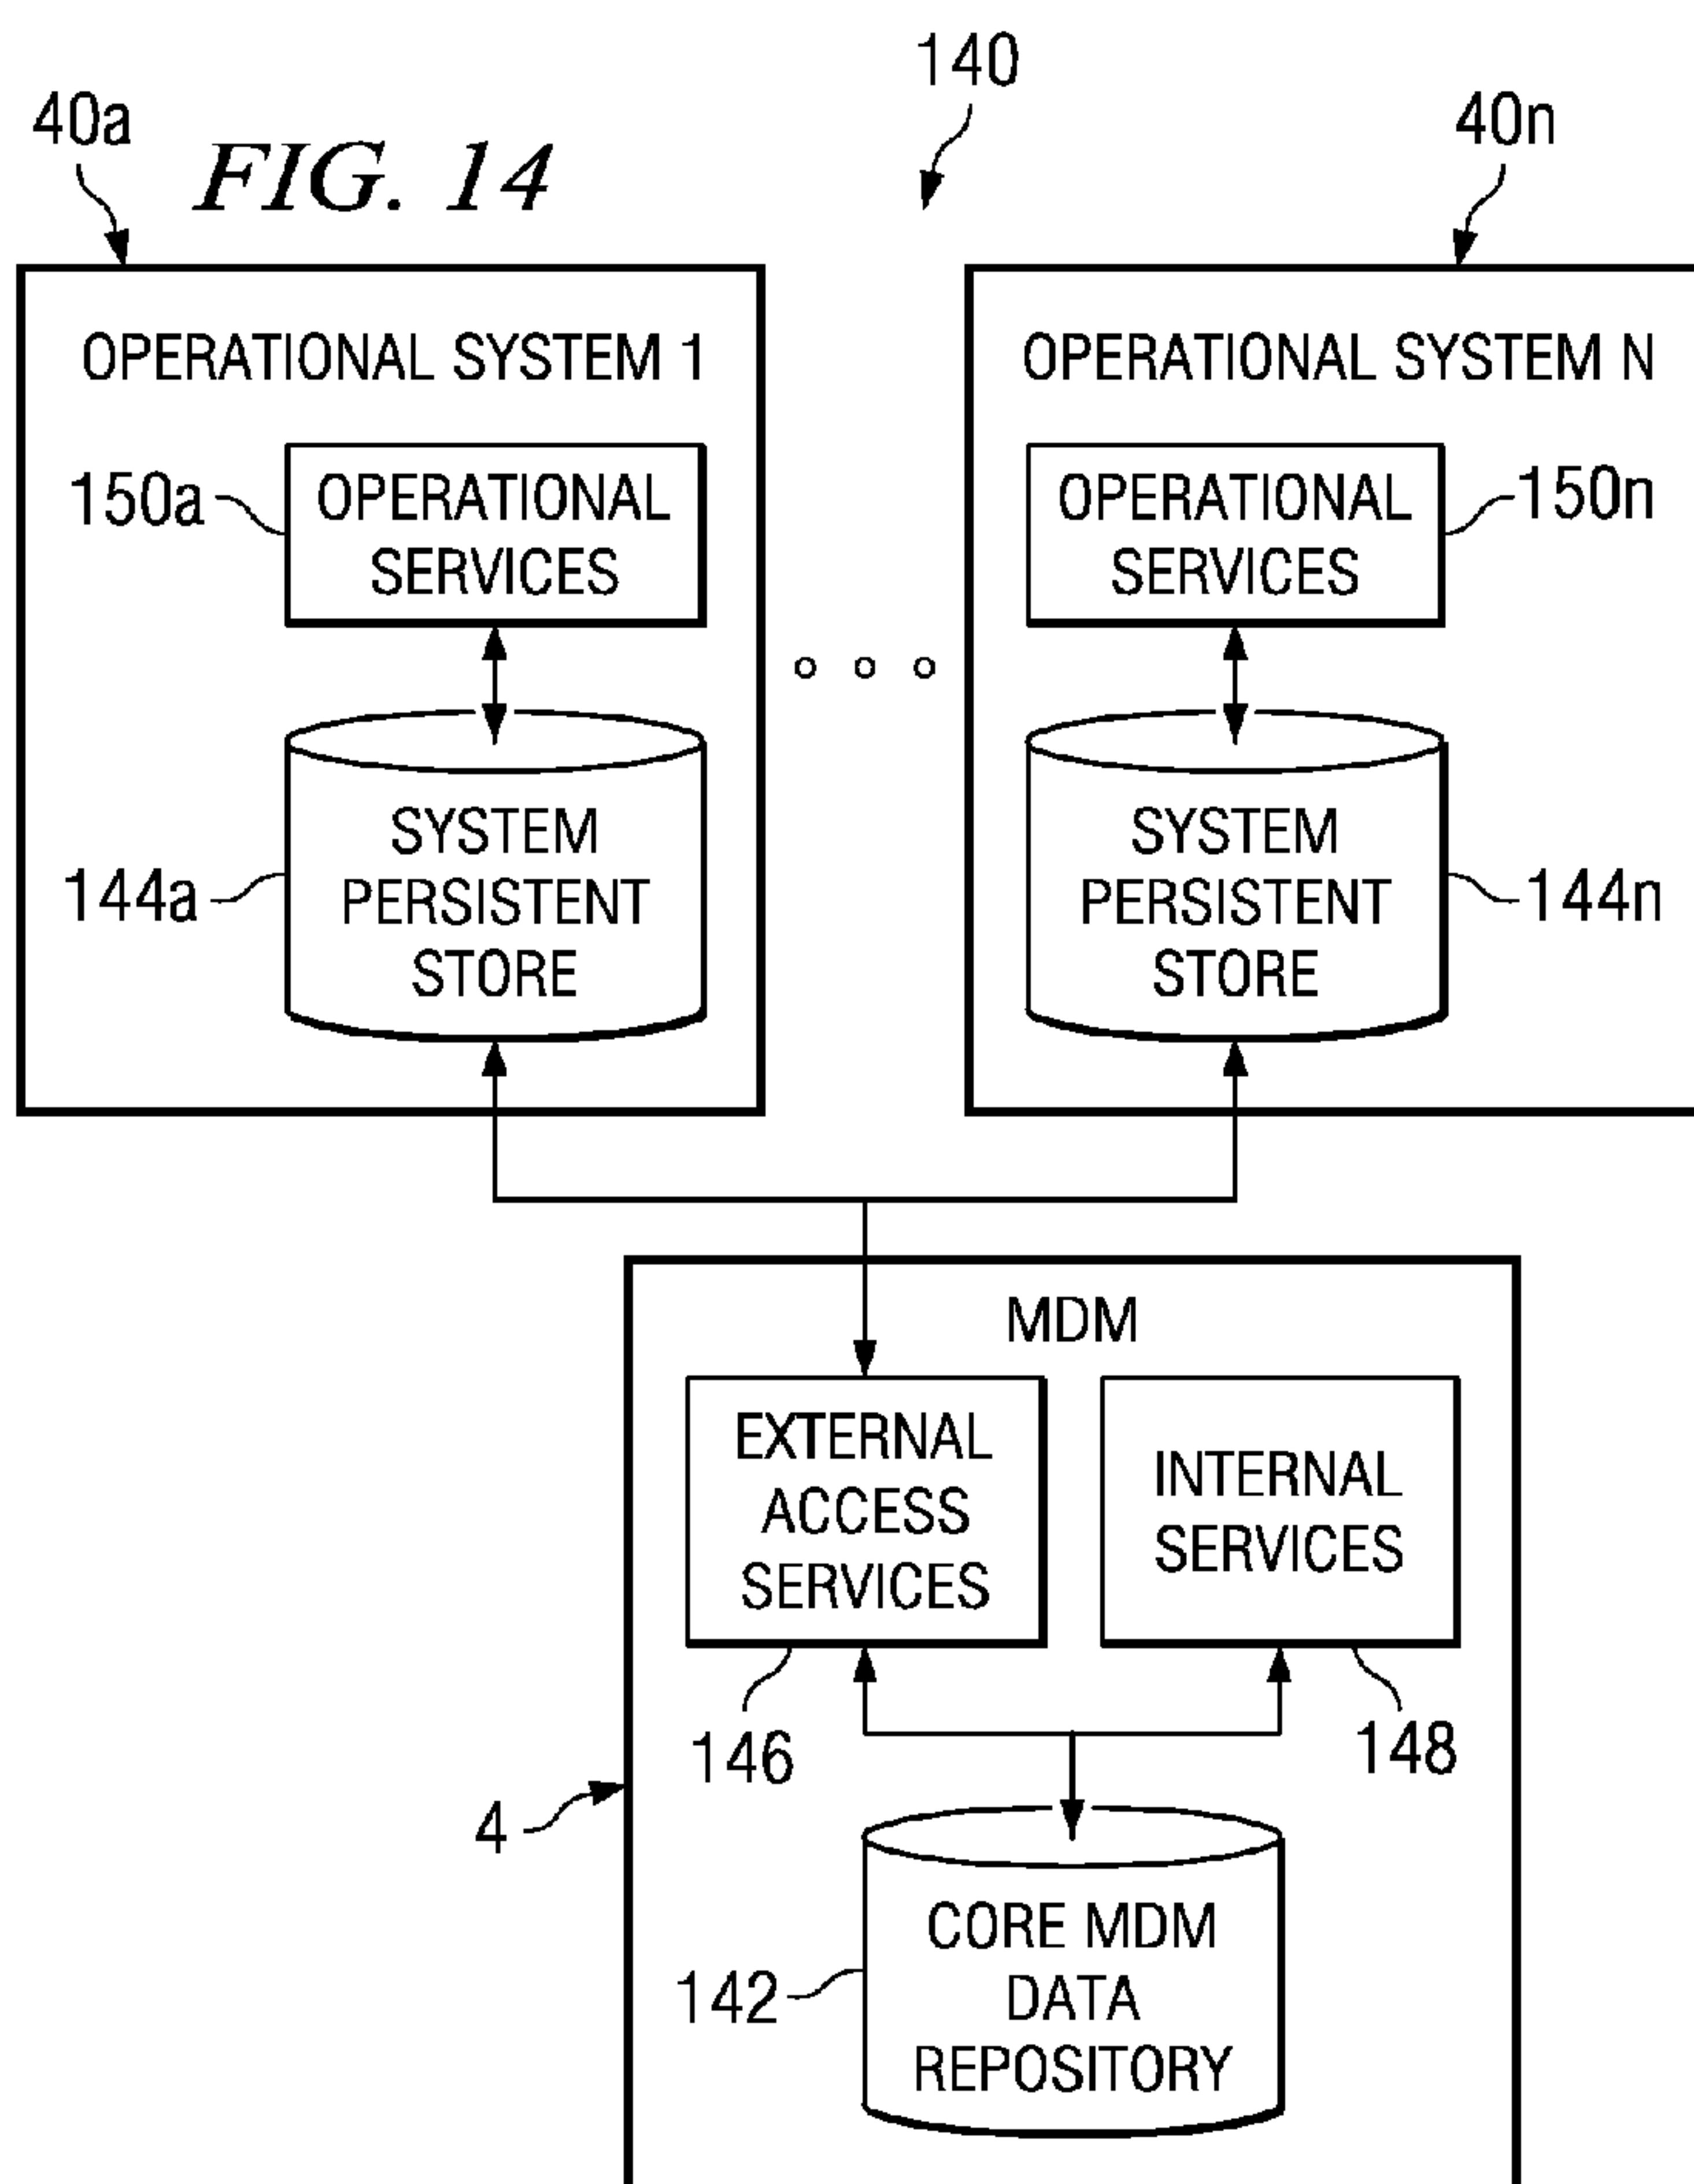 140
40a
FIG. 14
40n
OPERATIONAL SYSTEM 1
OPERATIONAL SYSTEM N
150a
OPERATIONAL
SERVICES
OPERATIONAL
SERVICES
150n
144a
SYSTEM
PERSISTENT
STORE
SYSTEM
PERSISTENT
STORE
144n
MDM
EXTERNAL
ACCESS
SERVICES
INTERNAL
SERVICES
146
148
4
142
CORE MDM
DATA
REPOSITORY